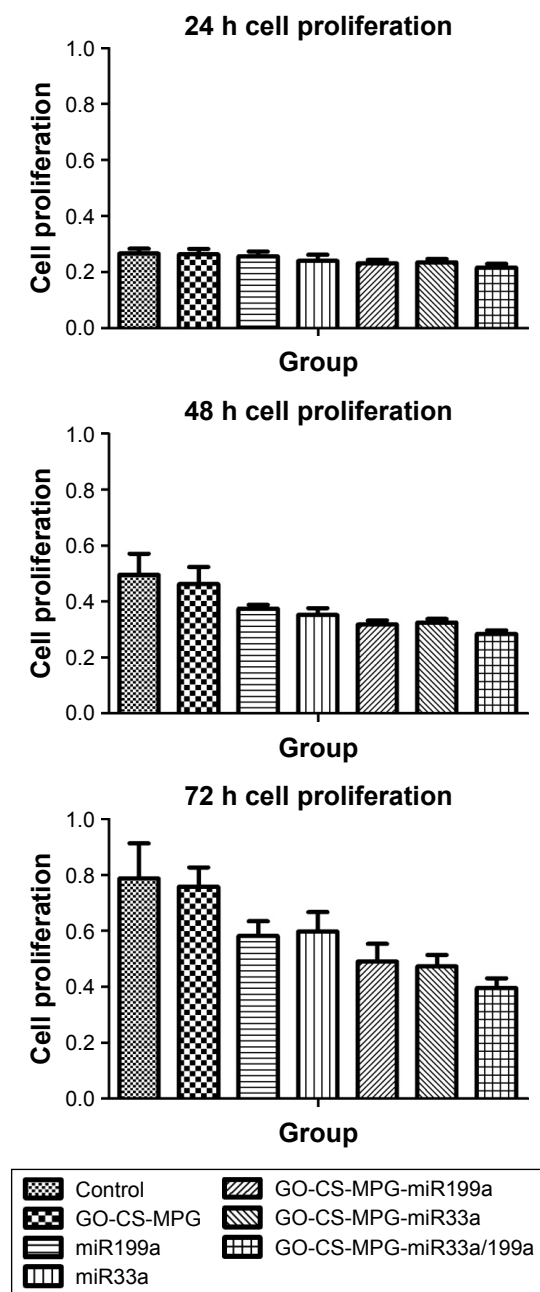 24 h cell proliferation
1.0
0.8
0.6
0.4
0.2
0.0
Cell proliferation
Group
48 h cell proliferation
1.0
0.8
0.6
0.4
0.2
0.0
Cell proliferation
Group
72 h cell proliferation
1.0
0.8
0.6
0.4
0.2
0.0
Cell proliferation
Group
Control
GO-CS-MPG
miR199a
miR33a
GO-CS-MPG-miR199a
GO-CS-MPG-miR33a
GO-CS-MPG-miR33a/199a